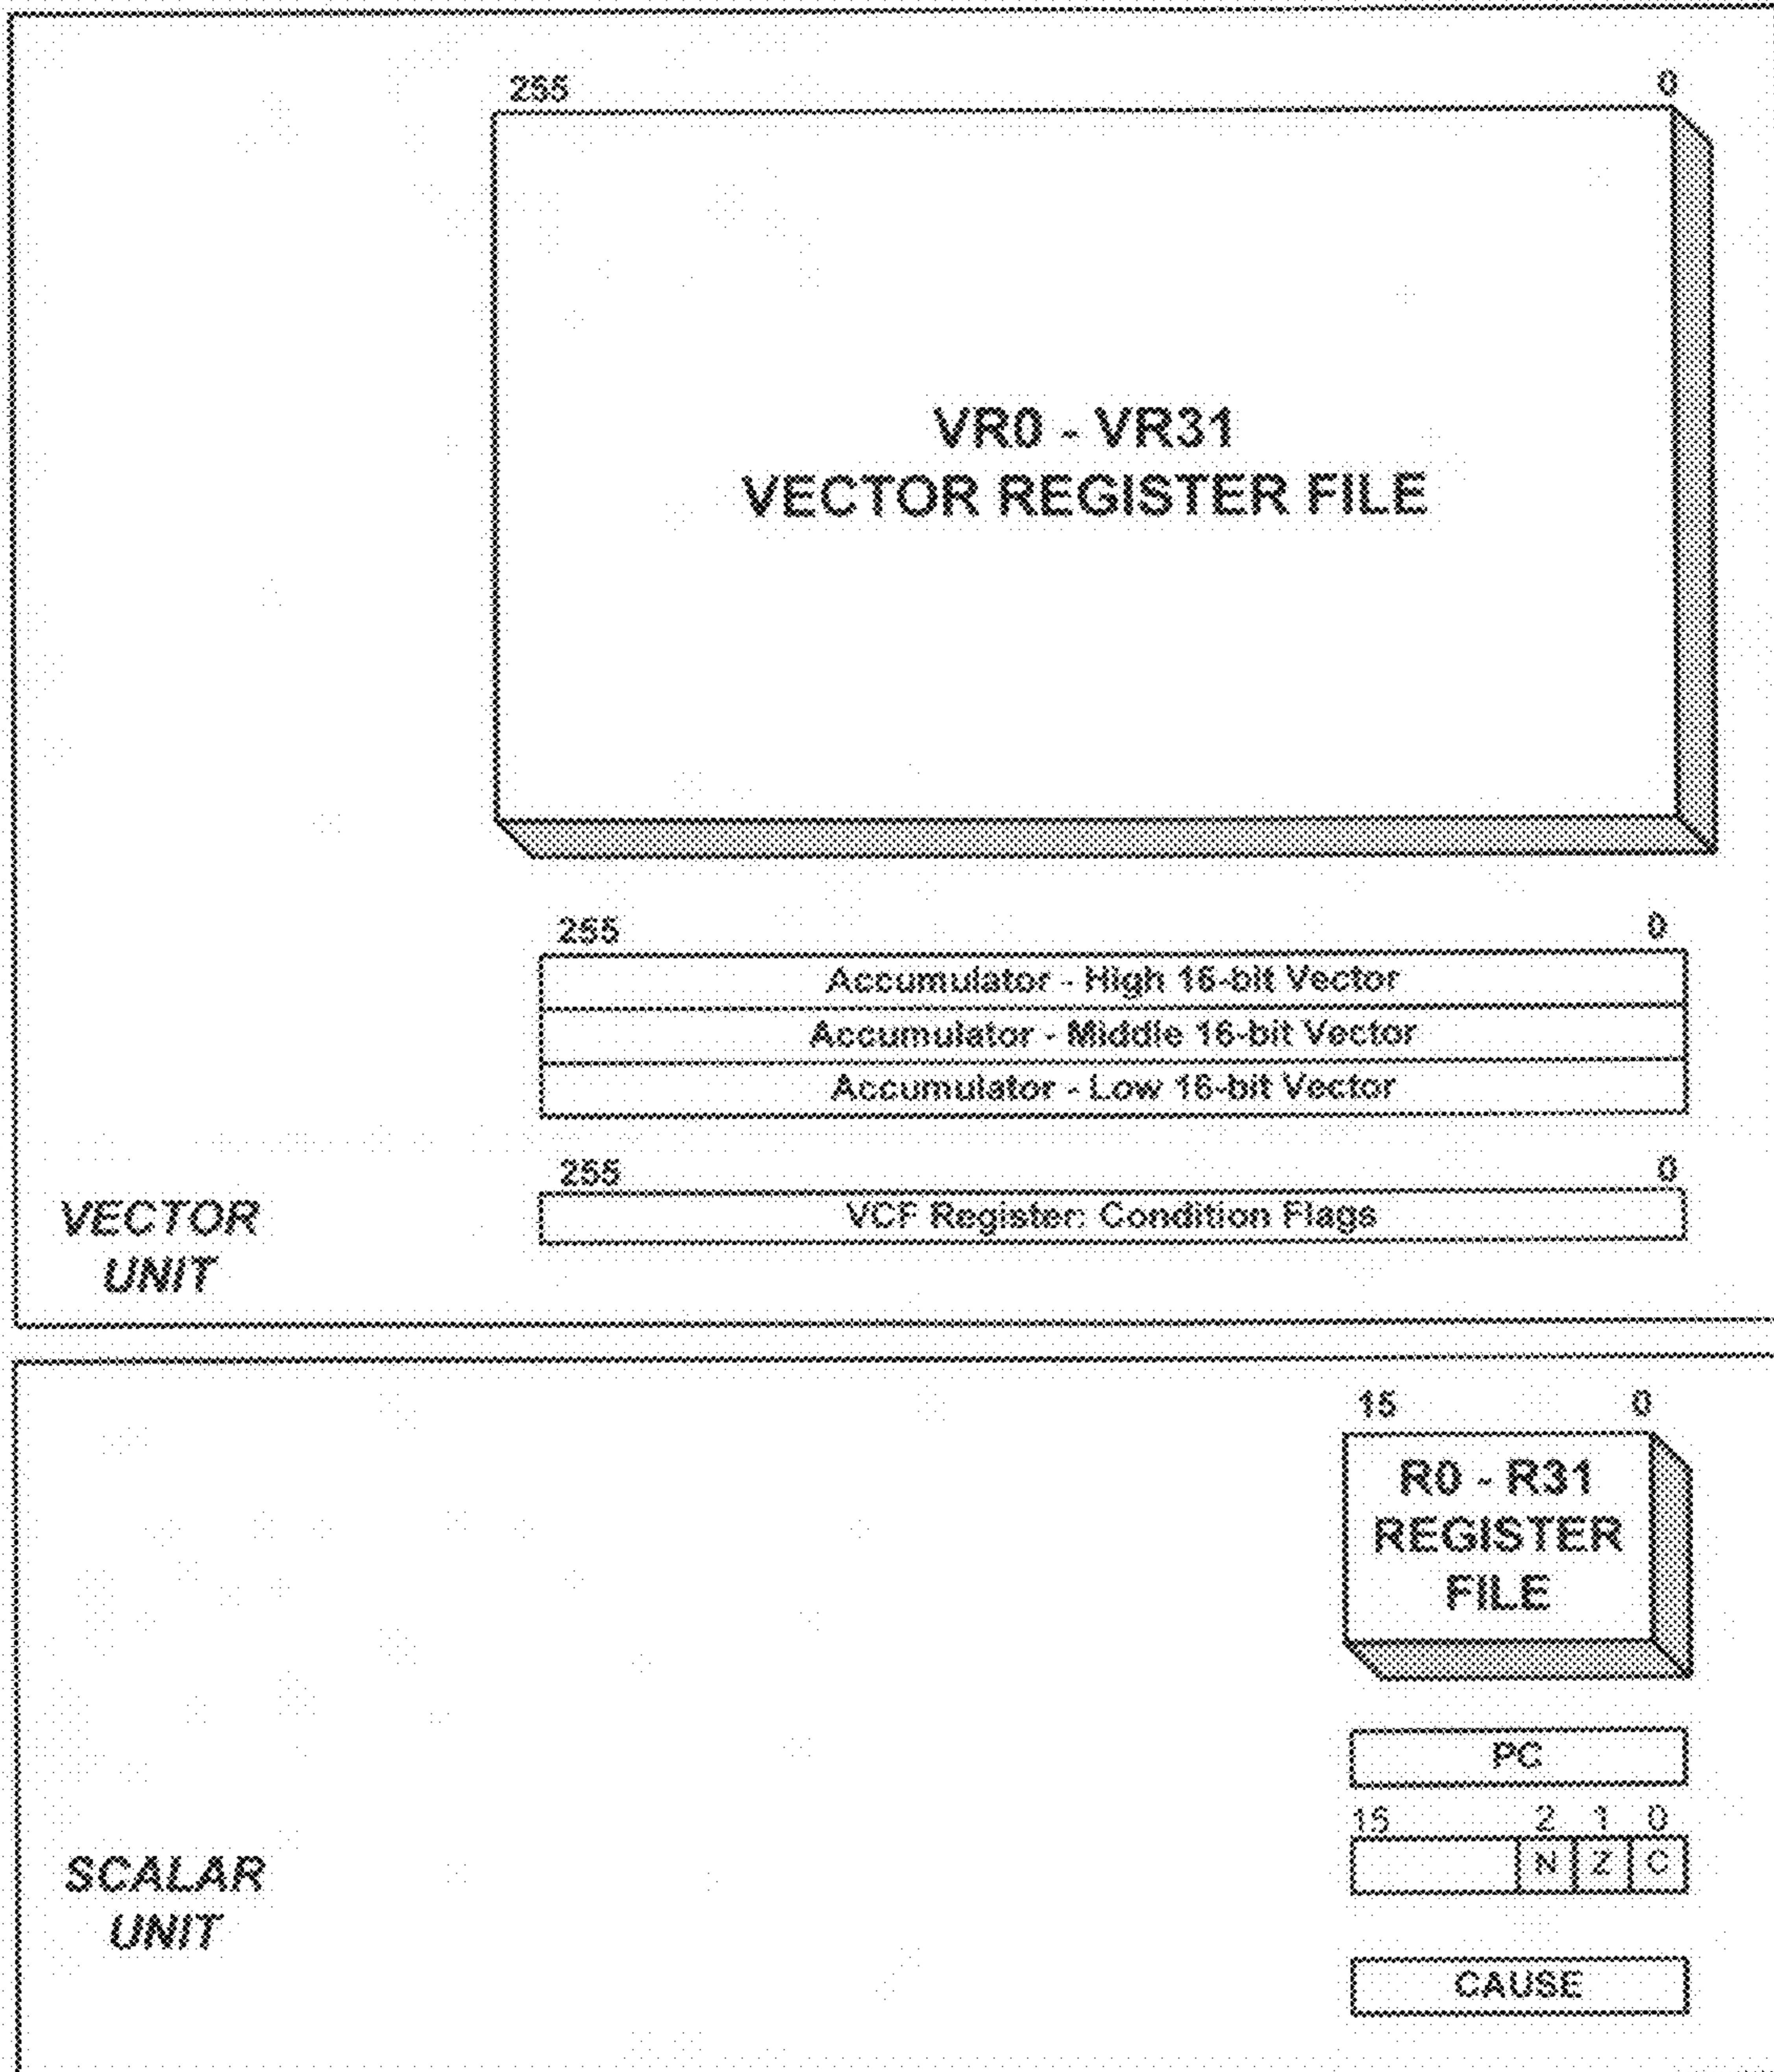 255 0
VR0 - VR31
VECTOR REGISTER FILE
255 0
Accumulator - High 16-bit Vector
Accumulator - Middle 16-bit Vector
Accumulator - Low 16-bit Vector
255 0
VCF Register: Condition Flags
VECTOR
UNIT
15 0
R0 - R31
REGISTER
FILE
PC
15 2 1 0
N Z C
SCALAR
UNIT
CAUSE